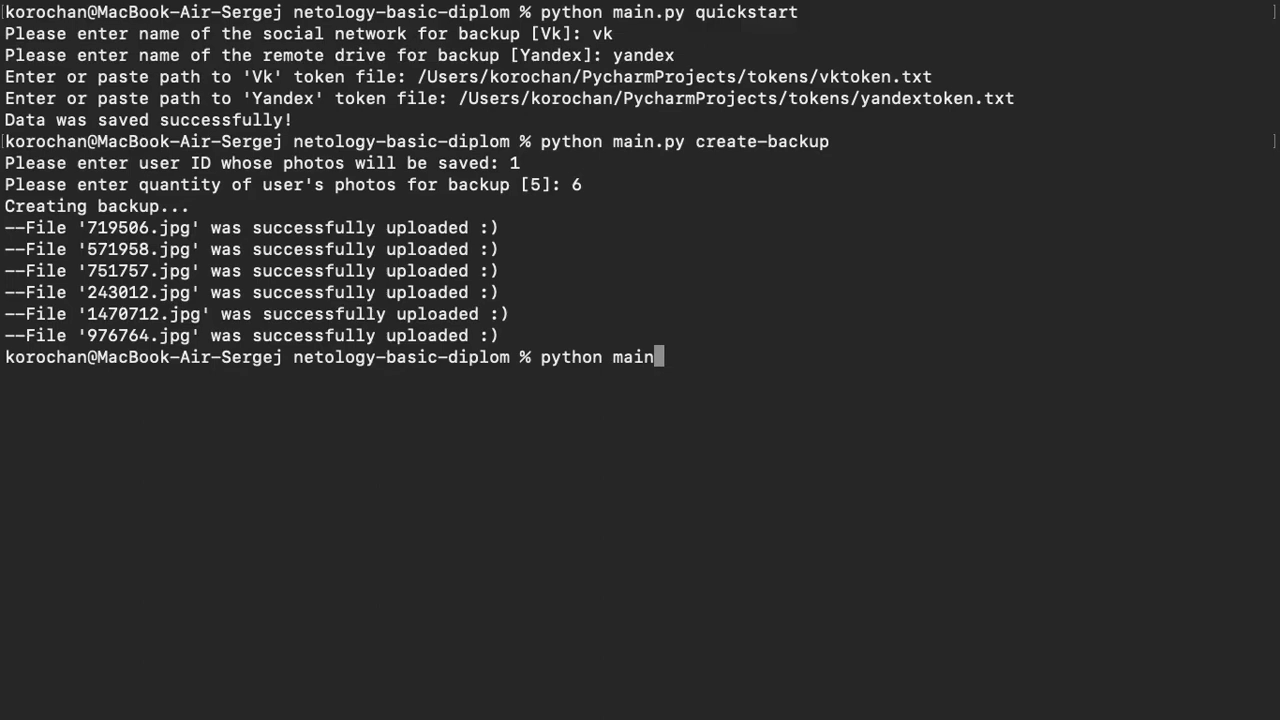 [korochan@MacBook-Air-Sergej netology-basic-diplom % python main.py quickstart ]
Please enter name of the social network for backup [Vk]: vk
Please enter name of the remote drive for backup [Yandex]: yandex
Enter or paste path to 'Vk' token file: /Users/korochan/PycharmProjects/tokens/vktoken.txt
Enter or paste path to 'Yandex' token file: /Users/korochan/PycharmProjects/tokens/yandextoken.txt
Data was saved successfully!
[korochan@MacBook-Air-Sergej netology-basic-diplom % python main.py create-backup ]
Please enter user ID whose photos will be saved: 1
Please enter quantity of user's photos for backup [5]: 6
Creating backup...
--File '719506.jpg' was successfully uploaded :)
--File '571958.jpg' was successfully uploaded :)
--File '751757.jpg' was successfully uploaded :)
--File '243012.jpg' was successfully uploaded :)
--File '1470712.jpg' was successfully uploaded :)
--File '976764.jpg' was successfully uploaded :)
korochan@MacBook-Air-Sergej netology-basic-diplom % python main